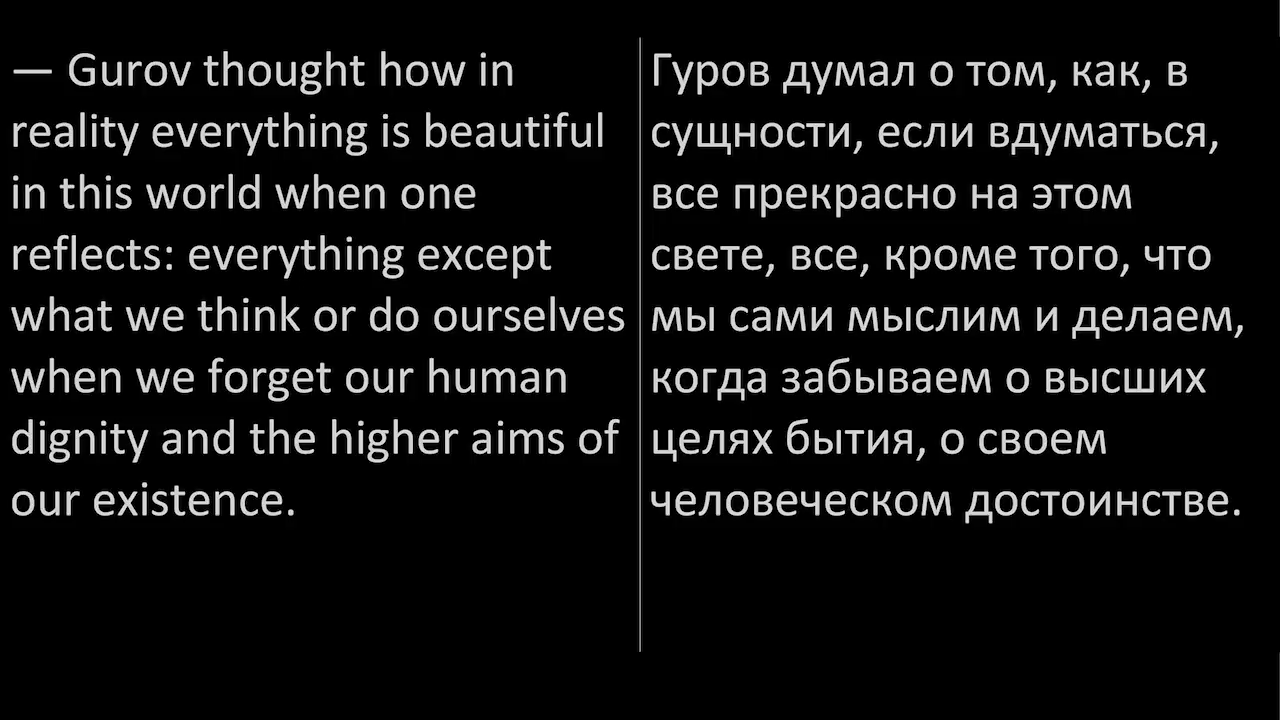 — Gurov thought how in
reality everything is beautiful
in this world when one
reflects: everything except
what we think or do ourselves
when we forget our human
dignity and the higher aims of
our existence.
Гуров думал о том, как, в
сущности, если вдуматься,
все прекрасно на этом
свете, все, кроме того, что
мы сами мыслим и делаем,
когда забываем о высших
целях бытия, о своем
человеческом достоинстве.